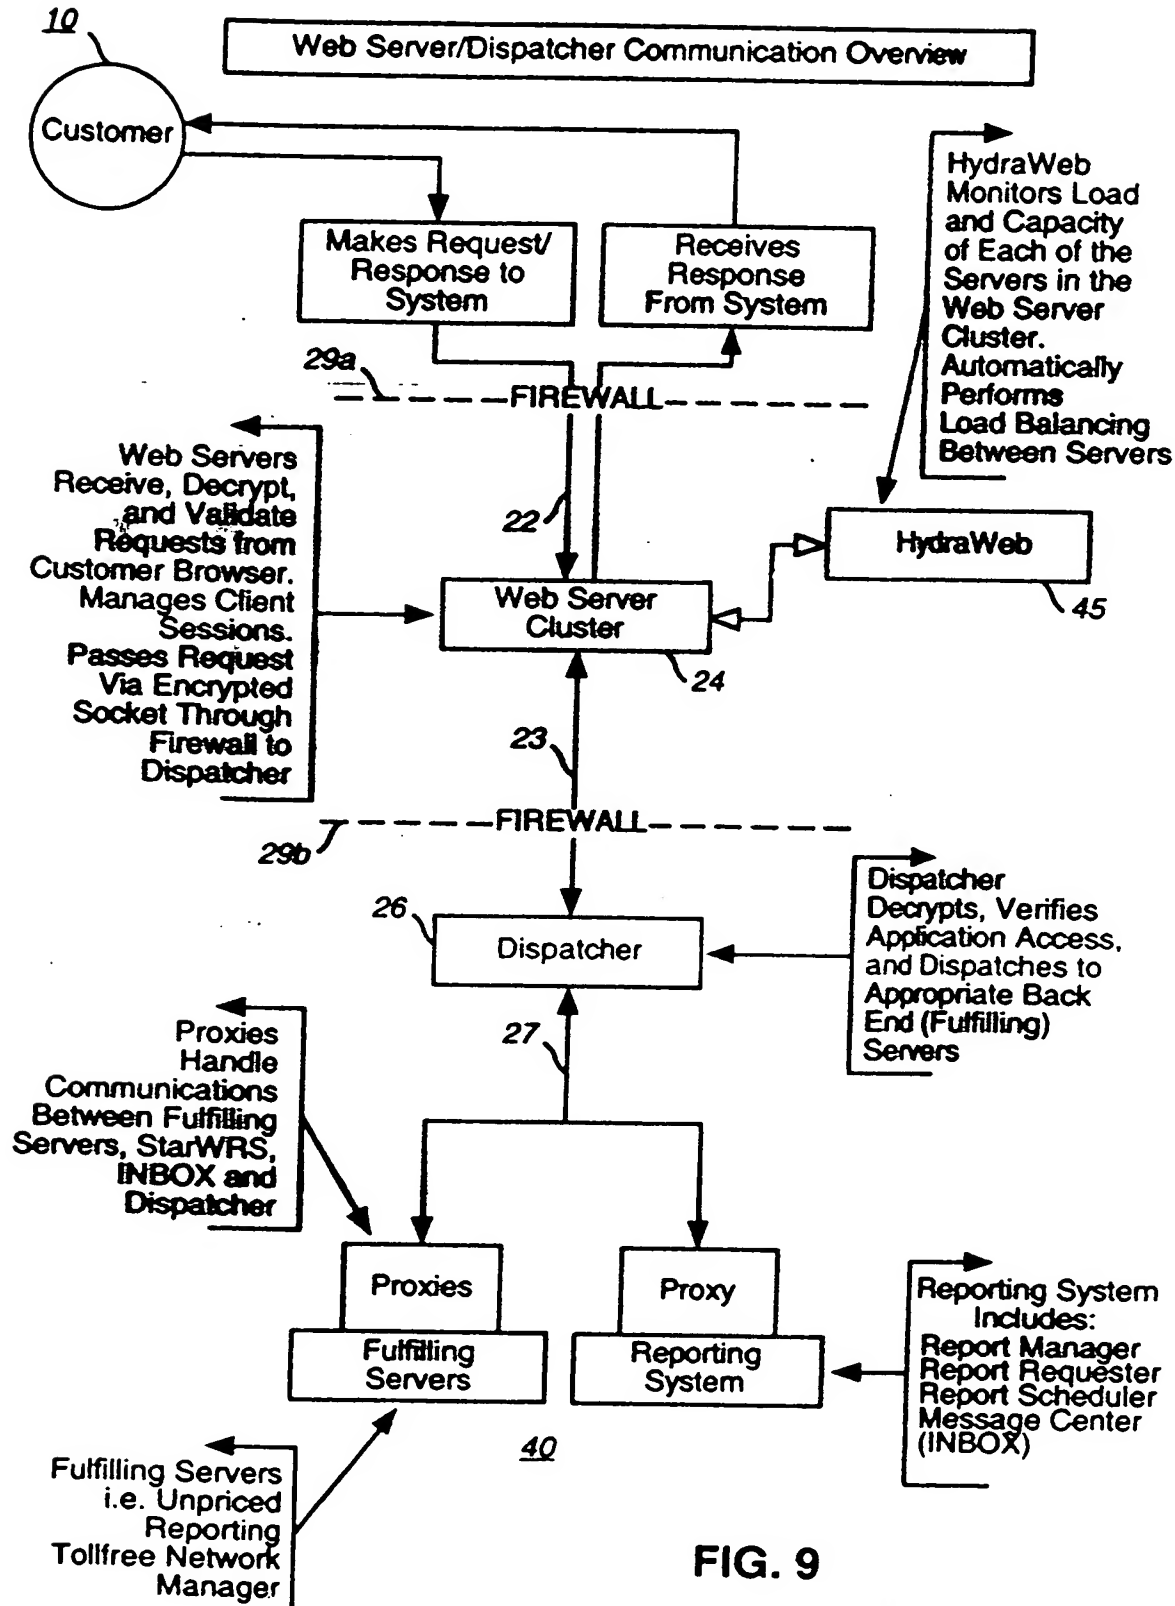 10
Web Server/Dispatcher Communication Overview
Customer
Makes Request/
Response to
System
Receives
Response
From System
HydraWeb
Monitors Load
and Capacity
of Each of the
Servers in the
Web Server
Cluster.
Automatically
Performs
Load Balancing
Between Servers
29a
FIREWALL
Web Servers
Receive, Decrypt,
and Validate
Requests from
Customer Browser.
Manages Client
Sessions.
Passes Request
Via Encrypted
Socket Through
Firewall to
Dispatcher
22
HydraWeb
45
Web Server
Cluster
24
23
FIREWALL
29b
26
Dispatcher
Dispatcher
Decrypts, Verifies
Application Access,
and Dispatches to
Appropriate Back
End (Fulfilling)
Servers
27
Proxies
Handle
Communications
Between Fulfilling
Servers, StarWRS,
INBOX and
Dispatcher
Proxies
Fulfilling
Servers
Proxy
Reporting
System
Reporting System
Includes:
Report Manager
Report Requester
Report Scheduler
Message Center
(INBOX)
40
Fulfilling Servers
i.e. Unpriced
Reporting
Tollfree Network
Manager
FIG. 9